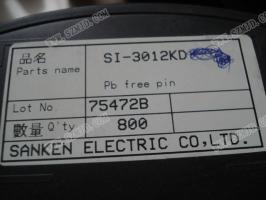 品名 SI-3012KD
Parts name
Pb free pin
Lot No 75472B
數量 Q'ty 800
SANKEN ELECTRIC CO,LTD.